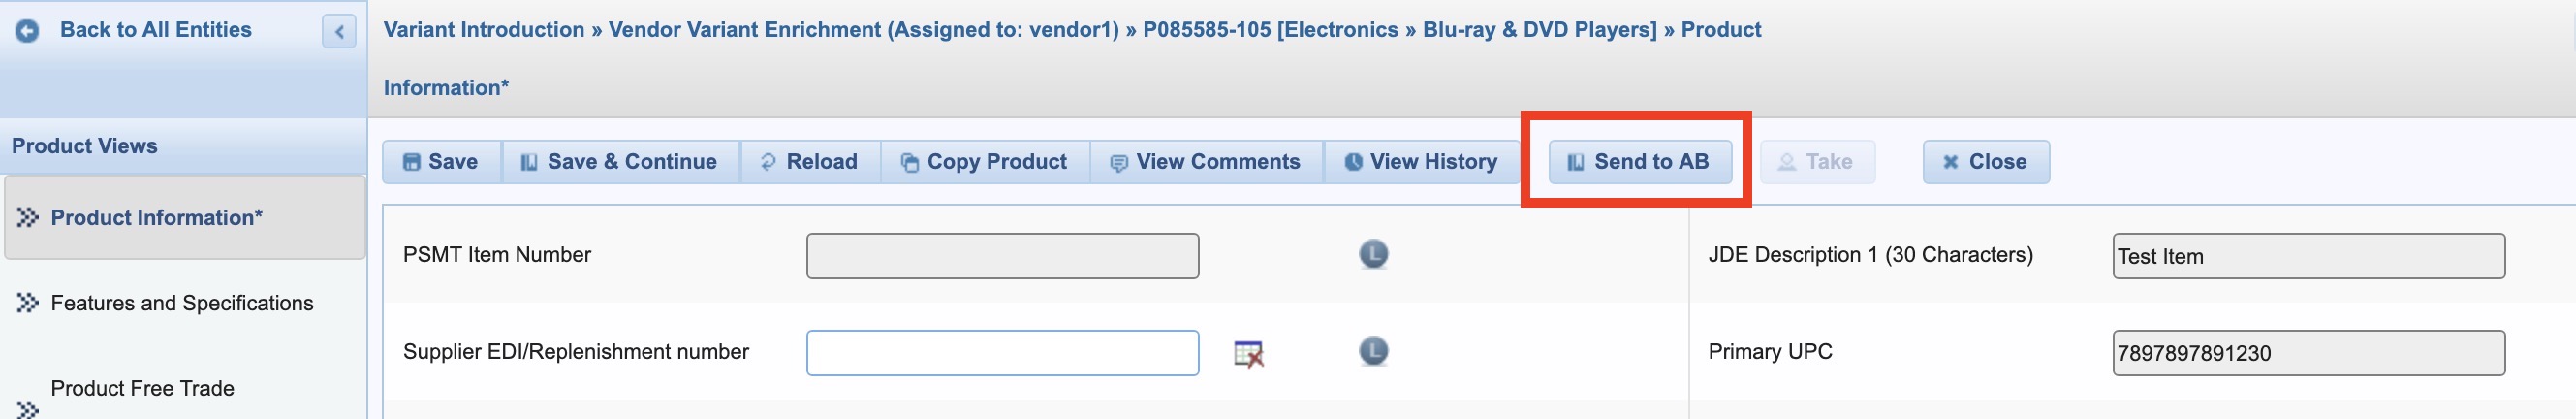 Back to All Entities
Variant Introduction » Vendor Variant Enrichment (Assigned to: vendor1) » P085585-105 [Electronics » Blu-ray & DVD Players] » Product
Information*
Product Views
Save
Save & Continue
Reload
Copy Product
View Comments
View History
Send to AB
Take
Close
Product Information*
Features and Specifications
Product Free Trade
PSMT Item Number
L
JDE Description 1 (30 Characters)
Test Item
Supplier EDI/Replenishment number
L
Primary UPC
7897897891230